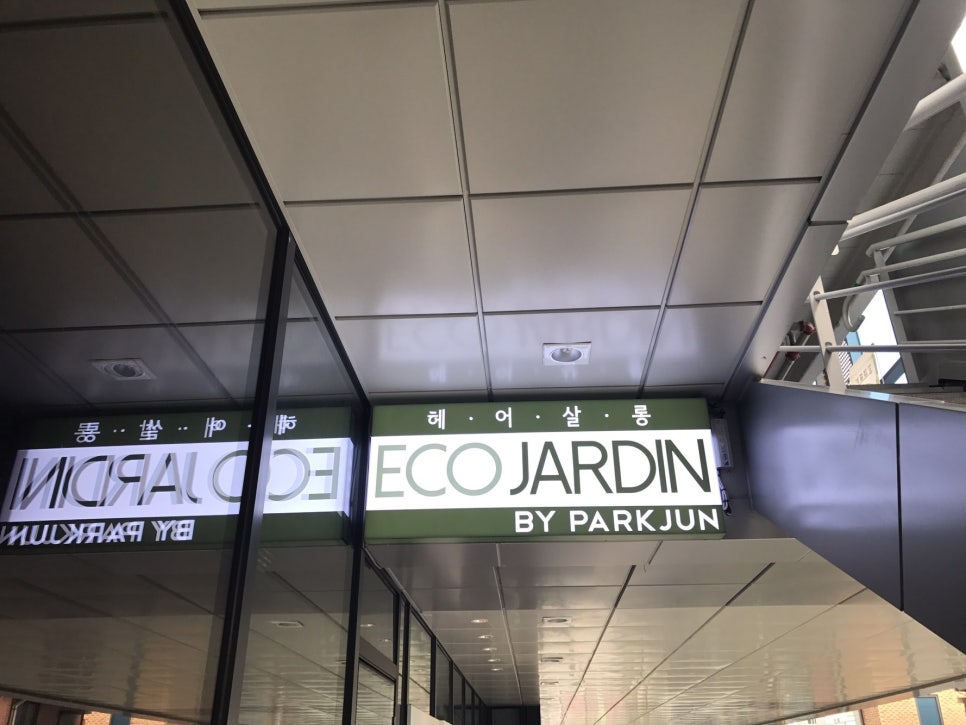 헤·어·살·롱
ECO JARDIN
BY PARKJUN